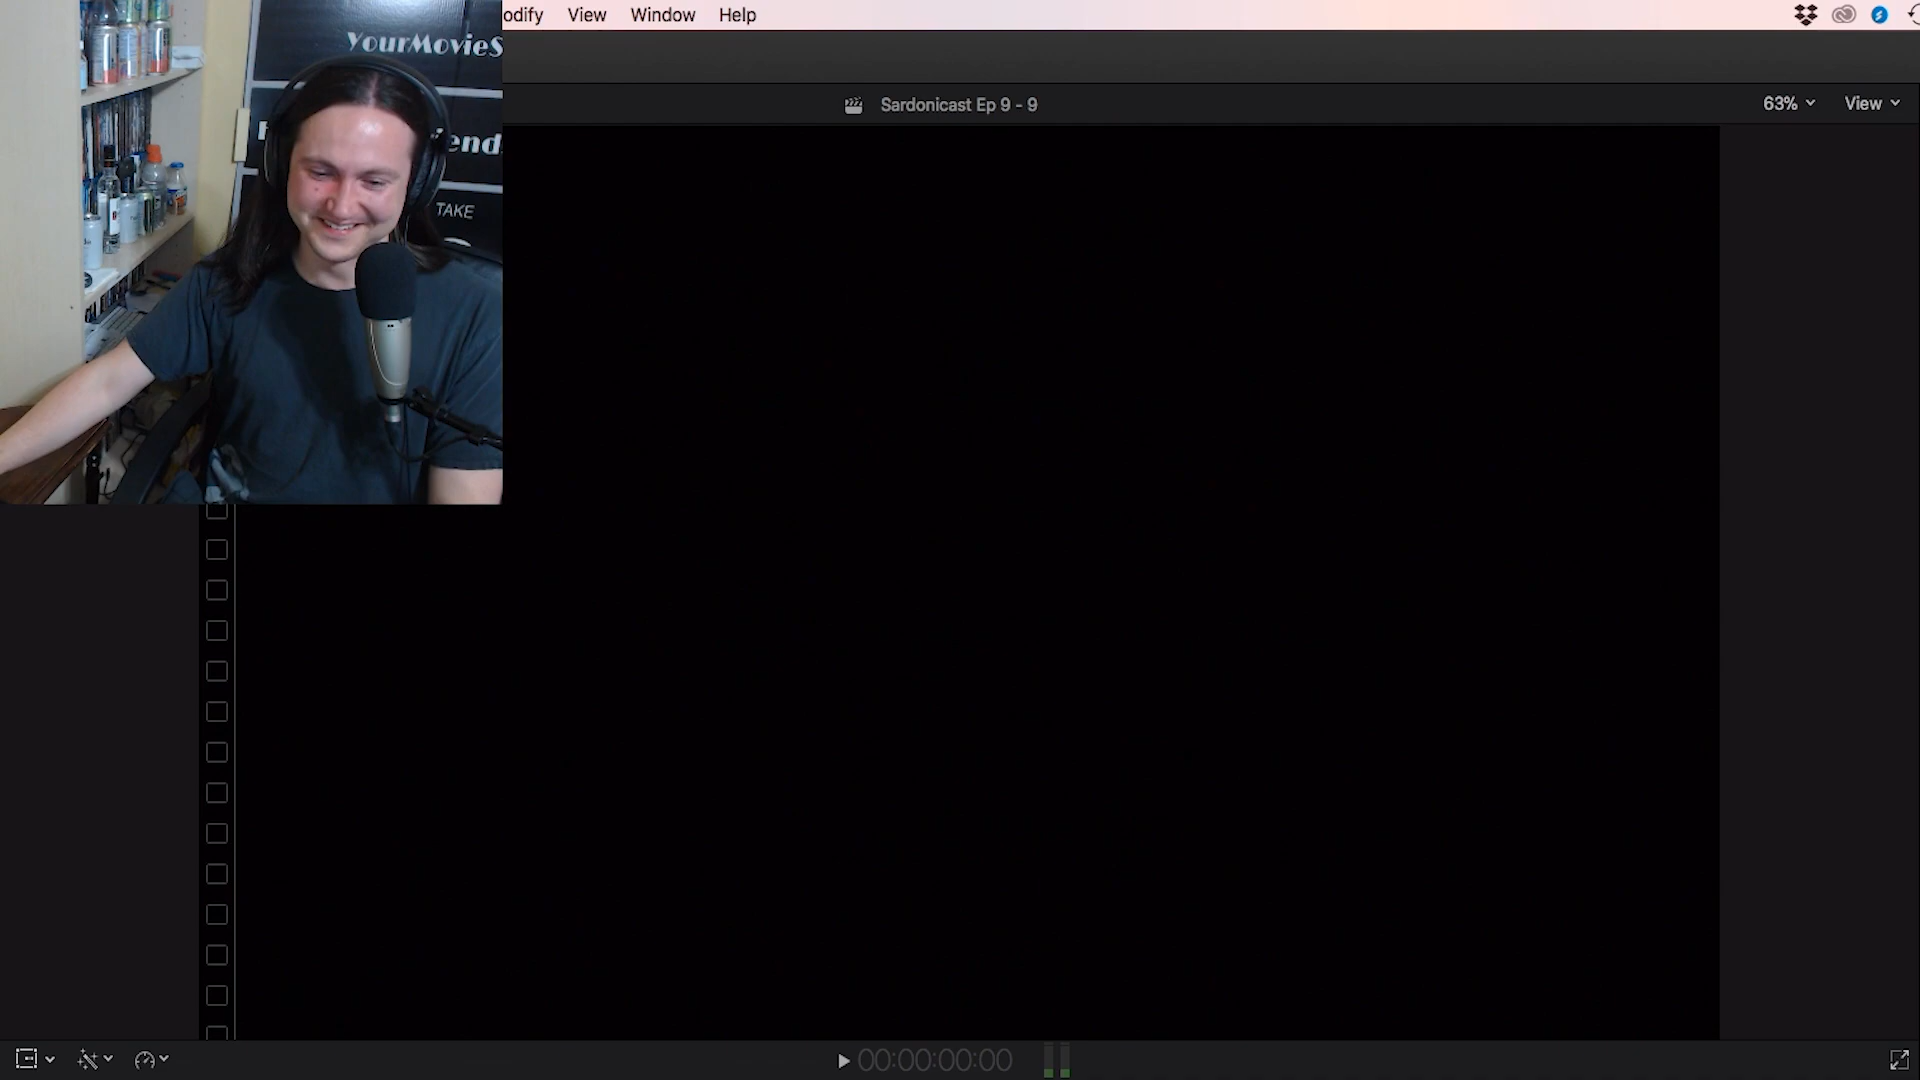 odify View Window Help
YourMovieS
Sardonicast Ep 9 - 9
63% View
end
TAKE
00:00:00:00